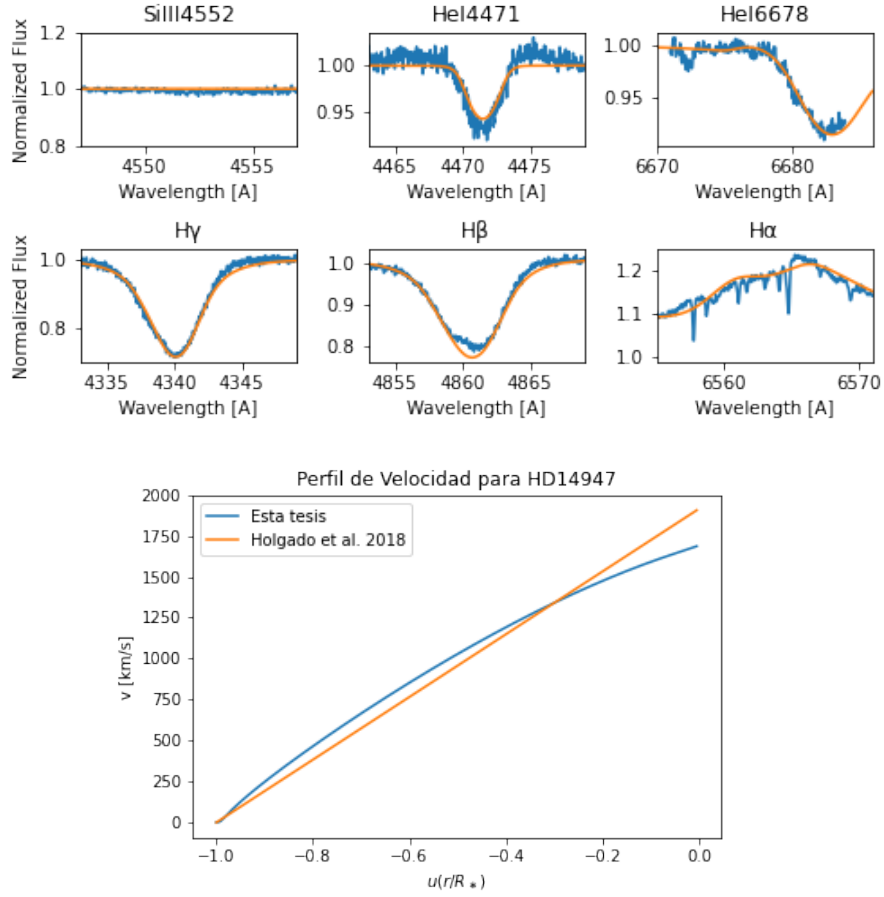 SiIII4552 HeI4471 HeI6678
Normalized Flux
1.2
1.0
0.8
4550 4555
Wavelength [A]
1.00
0.95
4465 4470 4475
Wavelength [A]
1.00
0.95
6670 6680
Wavelength [A]
Hγ Hβ Hα
Normalized Flux
1.0
0.8
4335 4340 4345
Wavelength [A]
1.0
0.9
0.8
4855 4860 4865
Wavelength [A]
1.2
1.1
1.0
6560 6570
Wavelength [A]
Perfil de Velocidad para HD14947
Esta tesis
Holgado et al. 2018
v [km/s]
2000
1750
1500
1250
1000
750
500
250
0
−1.0 −0.8 −0.6 −0.4 −0.2 0.0
u(r/R∗)